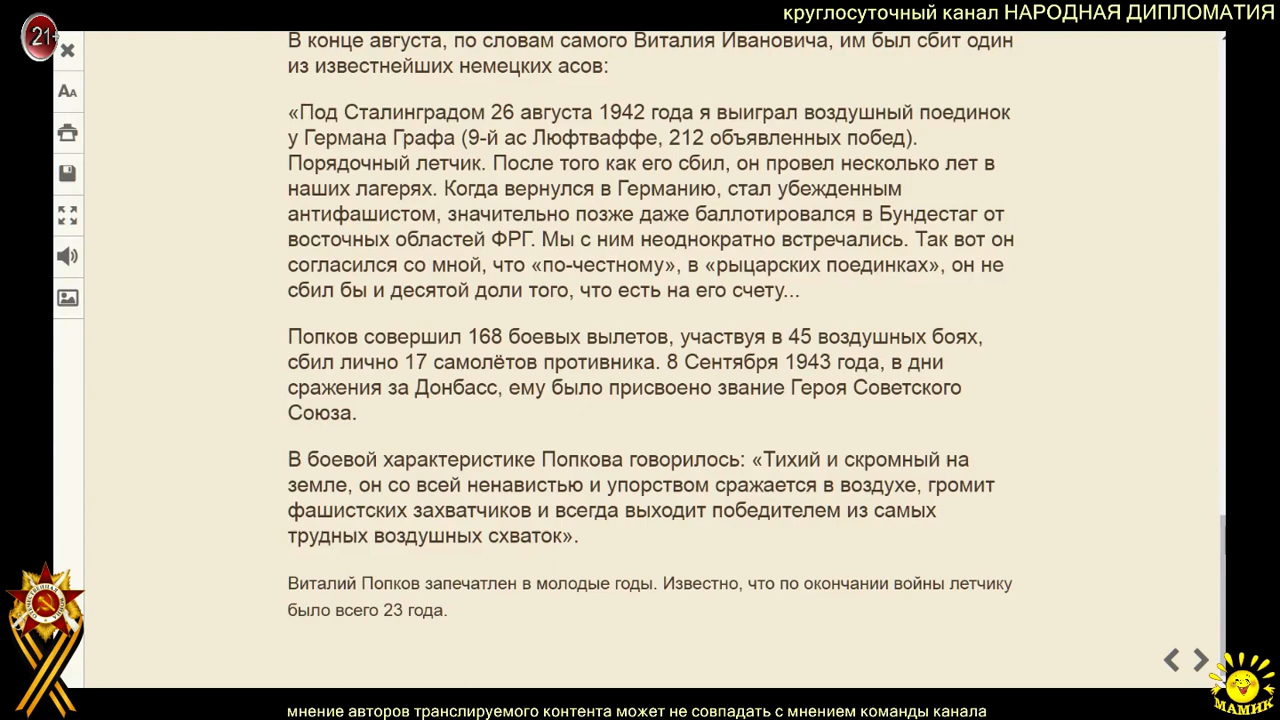 круглосуточный канал НАРОДНАЯ ДИПЛОМАТИЯ
21+
В конце августа, по словам самого Виталия Ивановича, им был сбит один
из известнейших немецких асов:
«Под Сталинградом 26 августа 1942 года я выиграл воздушный поединок
у Германа Графа (9-й ас Люфтваффе, 212 объявленных побед).
Порядочный летчик. После того как его сбил, он провел несколько лет в
наших лагерях. Когда вернулся в Германию, стал убежденным
антифашистом, значительно позже даже баллотировался в Бундестаг от
восточных областей ФРГ. Мы с ним неоднократно встречались. Так вот он
согласился со мной, что «по-честному», в «рыцарских поединках», он не
сбил бы и десятой доли того, что есть на его счету...
Попков совершил 168 боевых вылетов, участвуя в 45 воздушных боях,
сбил лично 17 самолётов противника. 8 Сентября 1943 года, в дни
сражения за Донбасс, ему было присвоено звание Героя Советского
Союза.
В боевой характеристике Попкова говорилось: «Тихий и скромный на
земле, он со всей ненавистью и упорством сражается в воздухе, громит
фашистских захватчиков и всегда выходит победителем из самых
трудных воздушных схваток».
Виталий Попков запечатлен в молодые годы. Известно, что по окончании войны летчику
было всего 23 года.
МАМИК
мнение авторов транслируемого контента может не совпадать с мнением команды канала